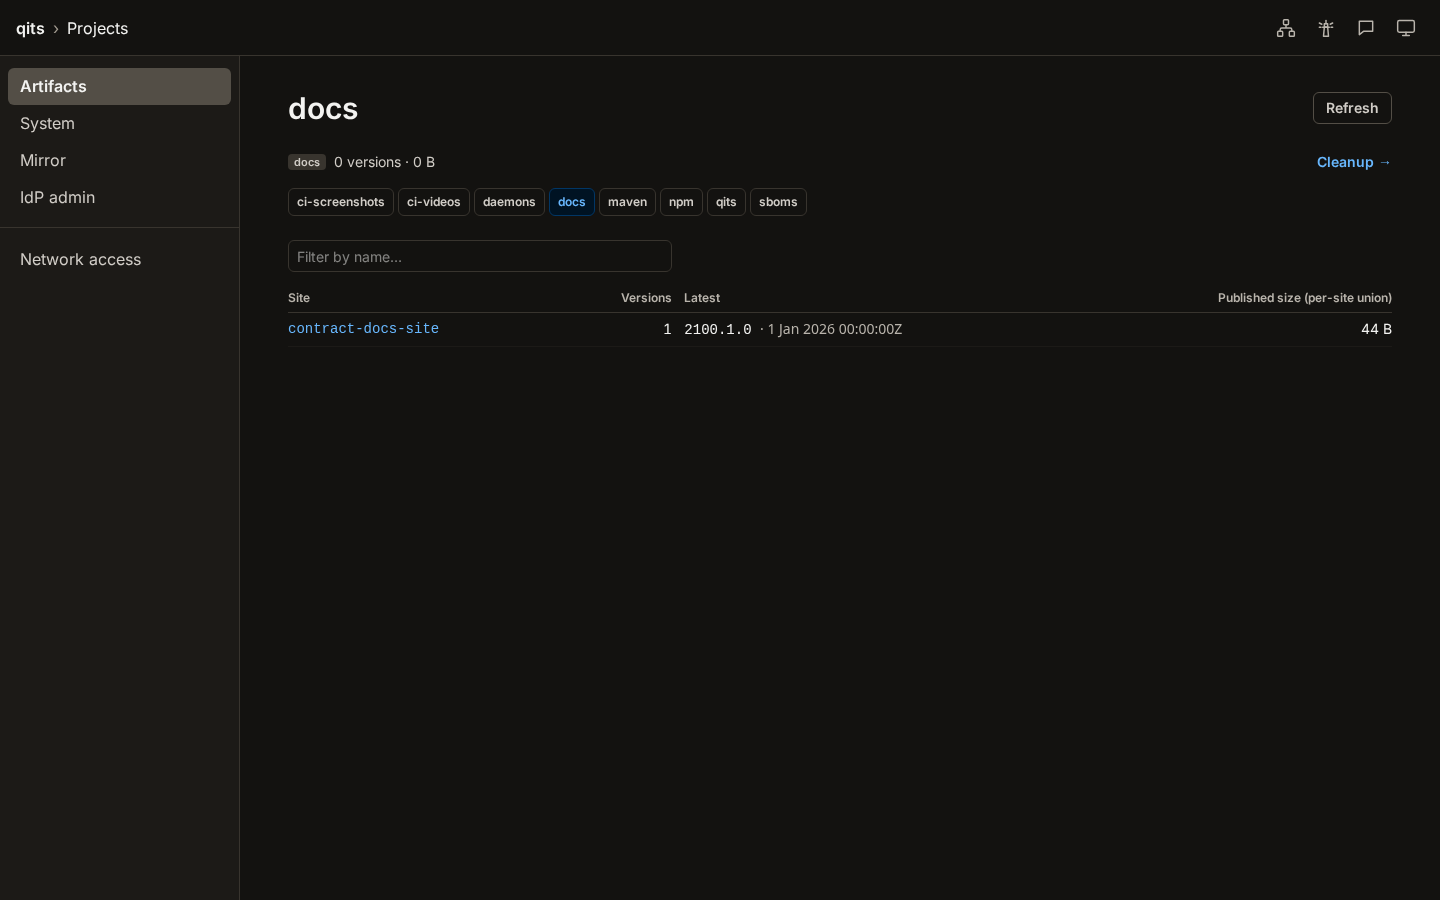 qits › Projects
Artifacts
System
Mirror
IdP admin
Network access
docs
Refresh
docs 0 versions · 0 B
Cleanup →
ci-screenshots ci-videos daemons docs maven npm qits sboms
Filter by name...
Site Versions Latest Published size (per-site union)
contract-docs-site 1 2100.1.0 · 1 Jan 2026 00:00:00Z 44 B